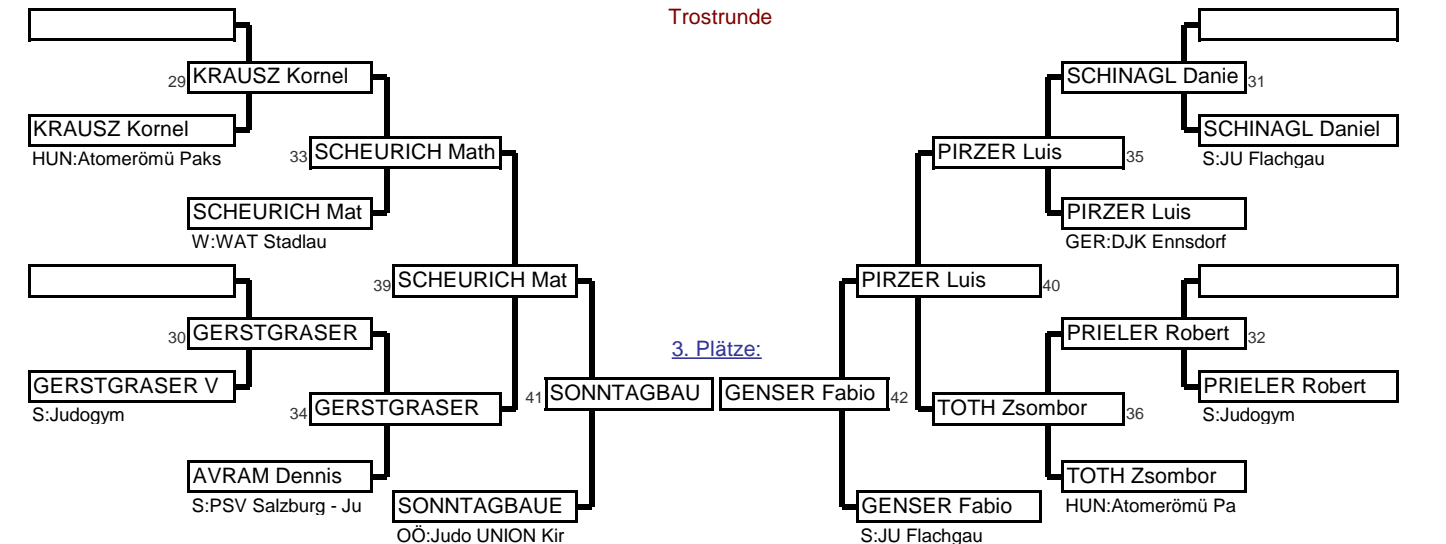 Trostrunde
29 KRAUSZ Kornel
KRAUSZ Kornel
HUN:Atomerömü Paks
33 SCHEURICH Math
SCHEURICH Mat
W:WAT Stadlau
39 SCHEURICH Mat
30 GERSTGRASER
GERSTGRASER V
S:Judogym
34 GERSTGRASER
AVRAM Dennis
S:PSV Salzburg - Ju
41 SONNTAGBAU
SONNTAGBAUE
OÖ:Judo UNION Kir
3. Plätze:
SCHINAGL Danie 31
SCHINAGL Daniel
S:JU Flachgau
PIRZER Luis 35
PIRZER Luis
GER:DJK Ennsdorf
PIRZER Luis 40
PRIELER Robert 32
PRIELER Robert
S:Judogym
GENSER Fabio 42
TOTH Zsombor 36
TOTH Zsombor
HUN:Atomerömü Pa
GENSER Fabio
S:JU Flachgau